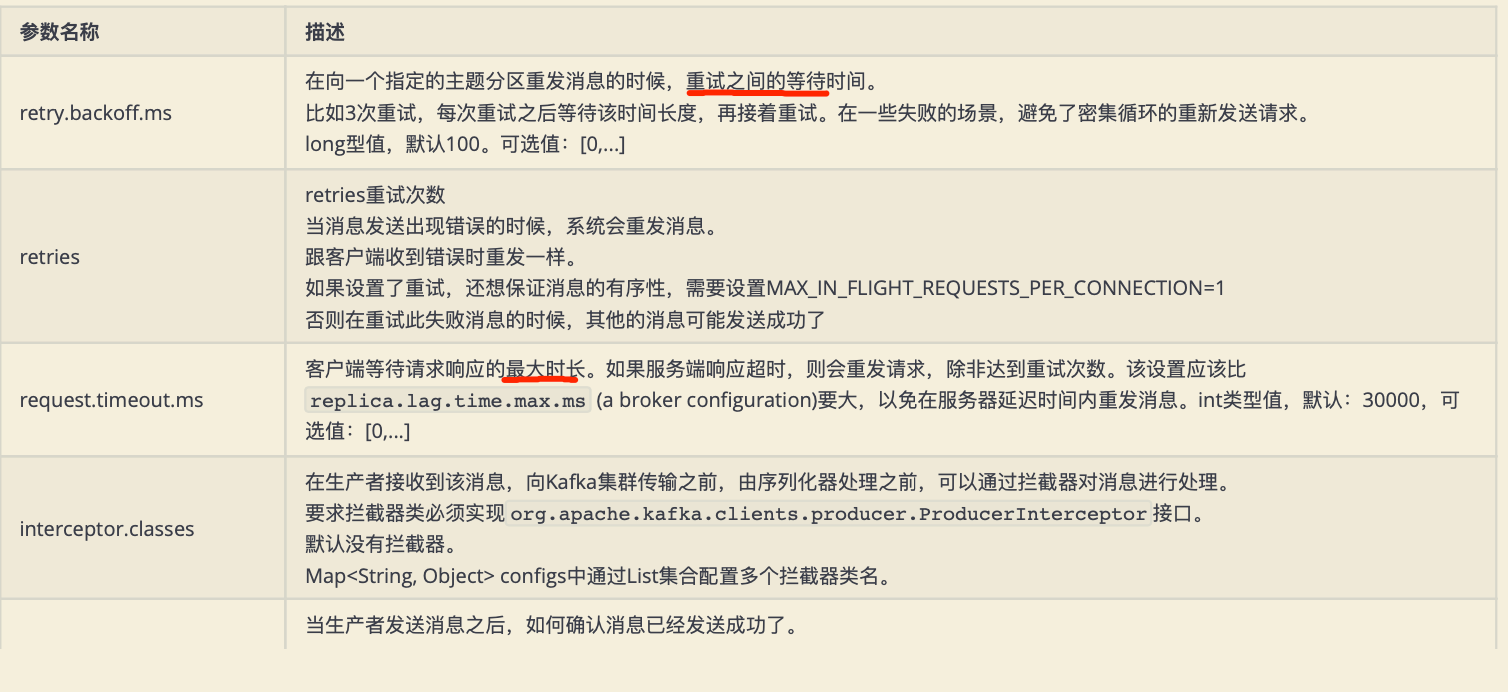 参数名称 描述
retry.backoff.ms
在向一个指定的主题分区重发消息的时候，重试之间的等待时间。
比如3次重试，每次重试之后等待该时间长度，再接着重试。在一些失败的场景，避免了密集循环的重新发送请求。
long型值，默认100。可选值：[0,...]
retries
retries重试次数
当消息发送出现错误的时候，系统会重发消息。
跟客户端收到错误时重发一样。
如果设置了重试，还想保证消息的有序性，需要设置MAX_IN_FLIGHT_REQUESTS_PER_CONNECTION=1
否则在重试此失败消息的时候，其他的消息可能发送成功了
request.timeout.ms
客户端等待请求响应的最大时长。如果服务端响应超时，则会重发请求，除非达到重试次数。该设置应该比
replica.lag.time.max.ms (a broker configuration)要大，以免在服务器延迟时间内重发消息。int类型值，默认：30000，可
选值：[0,...]
interceptor.classes
在生产者接收到该消息，向Kafka集群传输之前，由序列化器处理之前，可以通过拦截器对消息进行处理。
要求拦截器类必须实现org.apache.kafka.clients.producer.ProducerInterceptor接口。
默认没有拦截器。
Map<String, Object> configs中通过List集合配置多个拦截器类名。
当生产者发送消息之后，如何确认消息已经发送成功了。